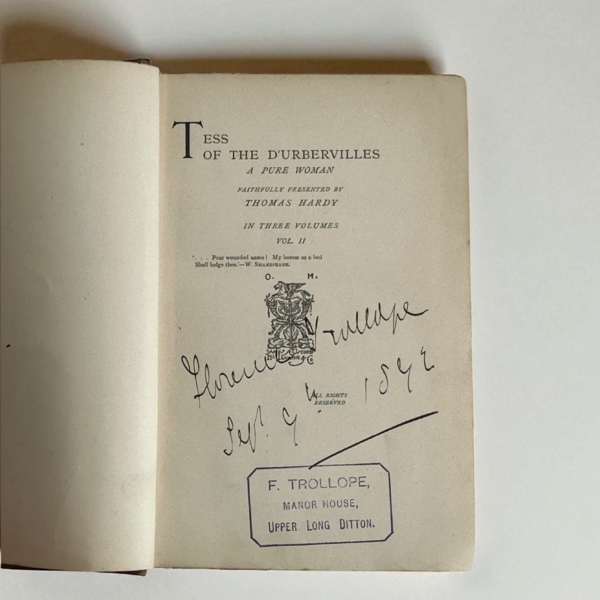 TESS
OF THE D'URBERVILLES
A PURE WOMAN
FAITHFULLY PRESENTED BY
THOMAS HARDY
IN THREE VOLUMES
VOL. II
'. . . Poor wounded name! My bosom as a bed
Shall lodge thee.'—W. SHAKSPEARE.
O. M.
Florence Trollope
ALL RIGHTS
RESERVED
Sept. 9th. 1892
F. TROLLOPE,
MANOR HOUSE,
UPPER LONG DITTON.